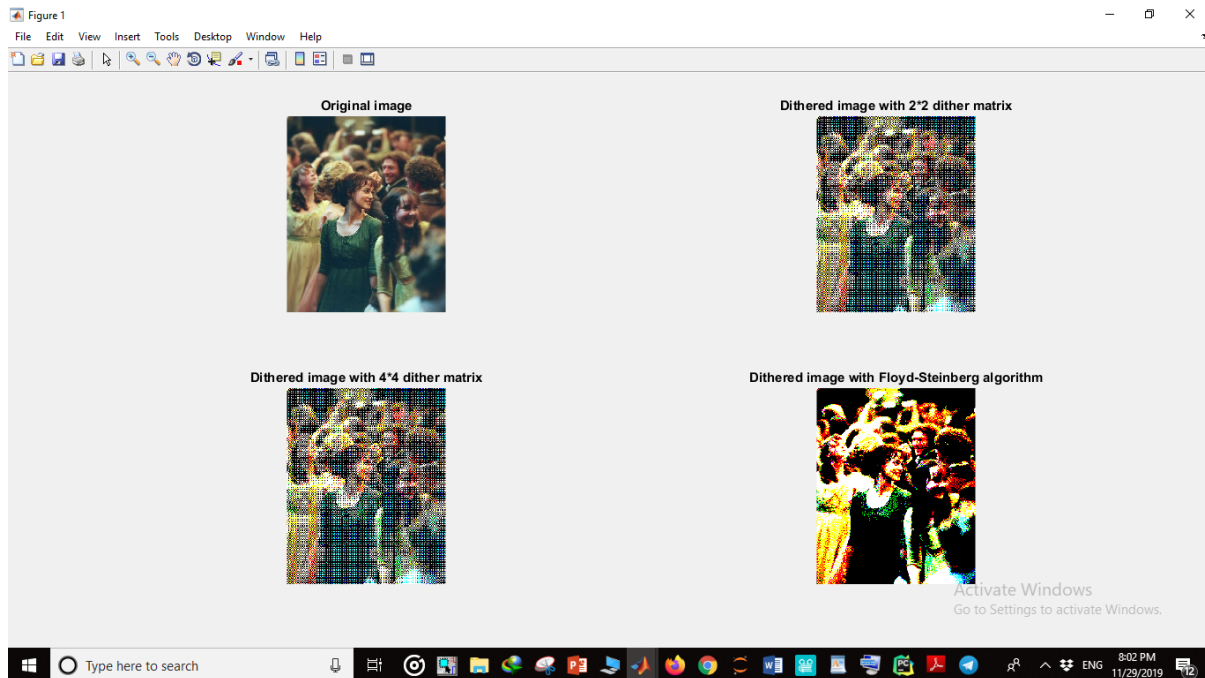 Figure 1
File Edit View Insert Tools Desktop Window Help
Original image
Dithered image with 2*2 dither matrix
Dithered image with 4*4 dither matrix
Dithered image with Floyd-Steinberg algorithm
Activate Windows
Go to Settings to activate Windows.
Type here to search
ENG
8:02 PM
11/29/2019
12